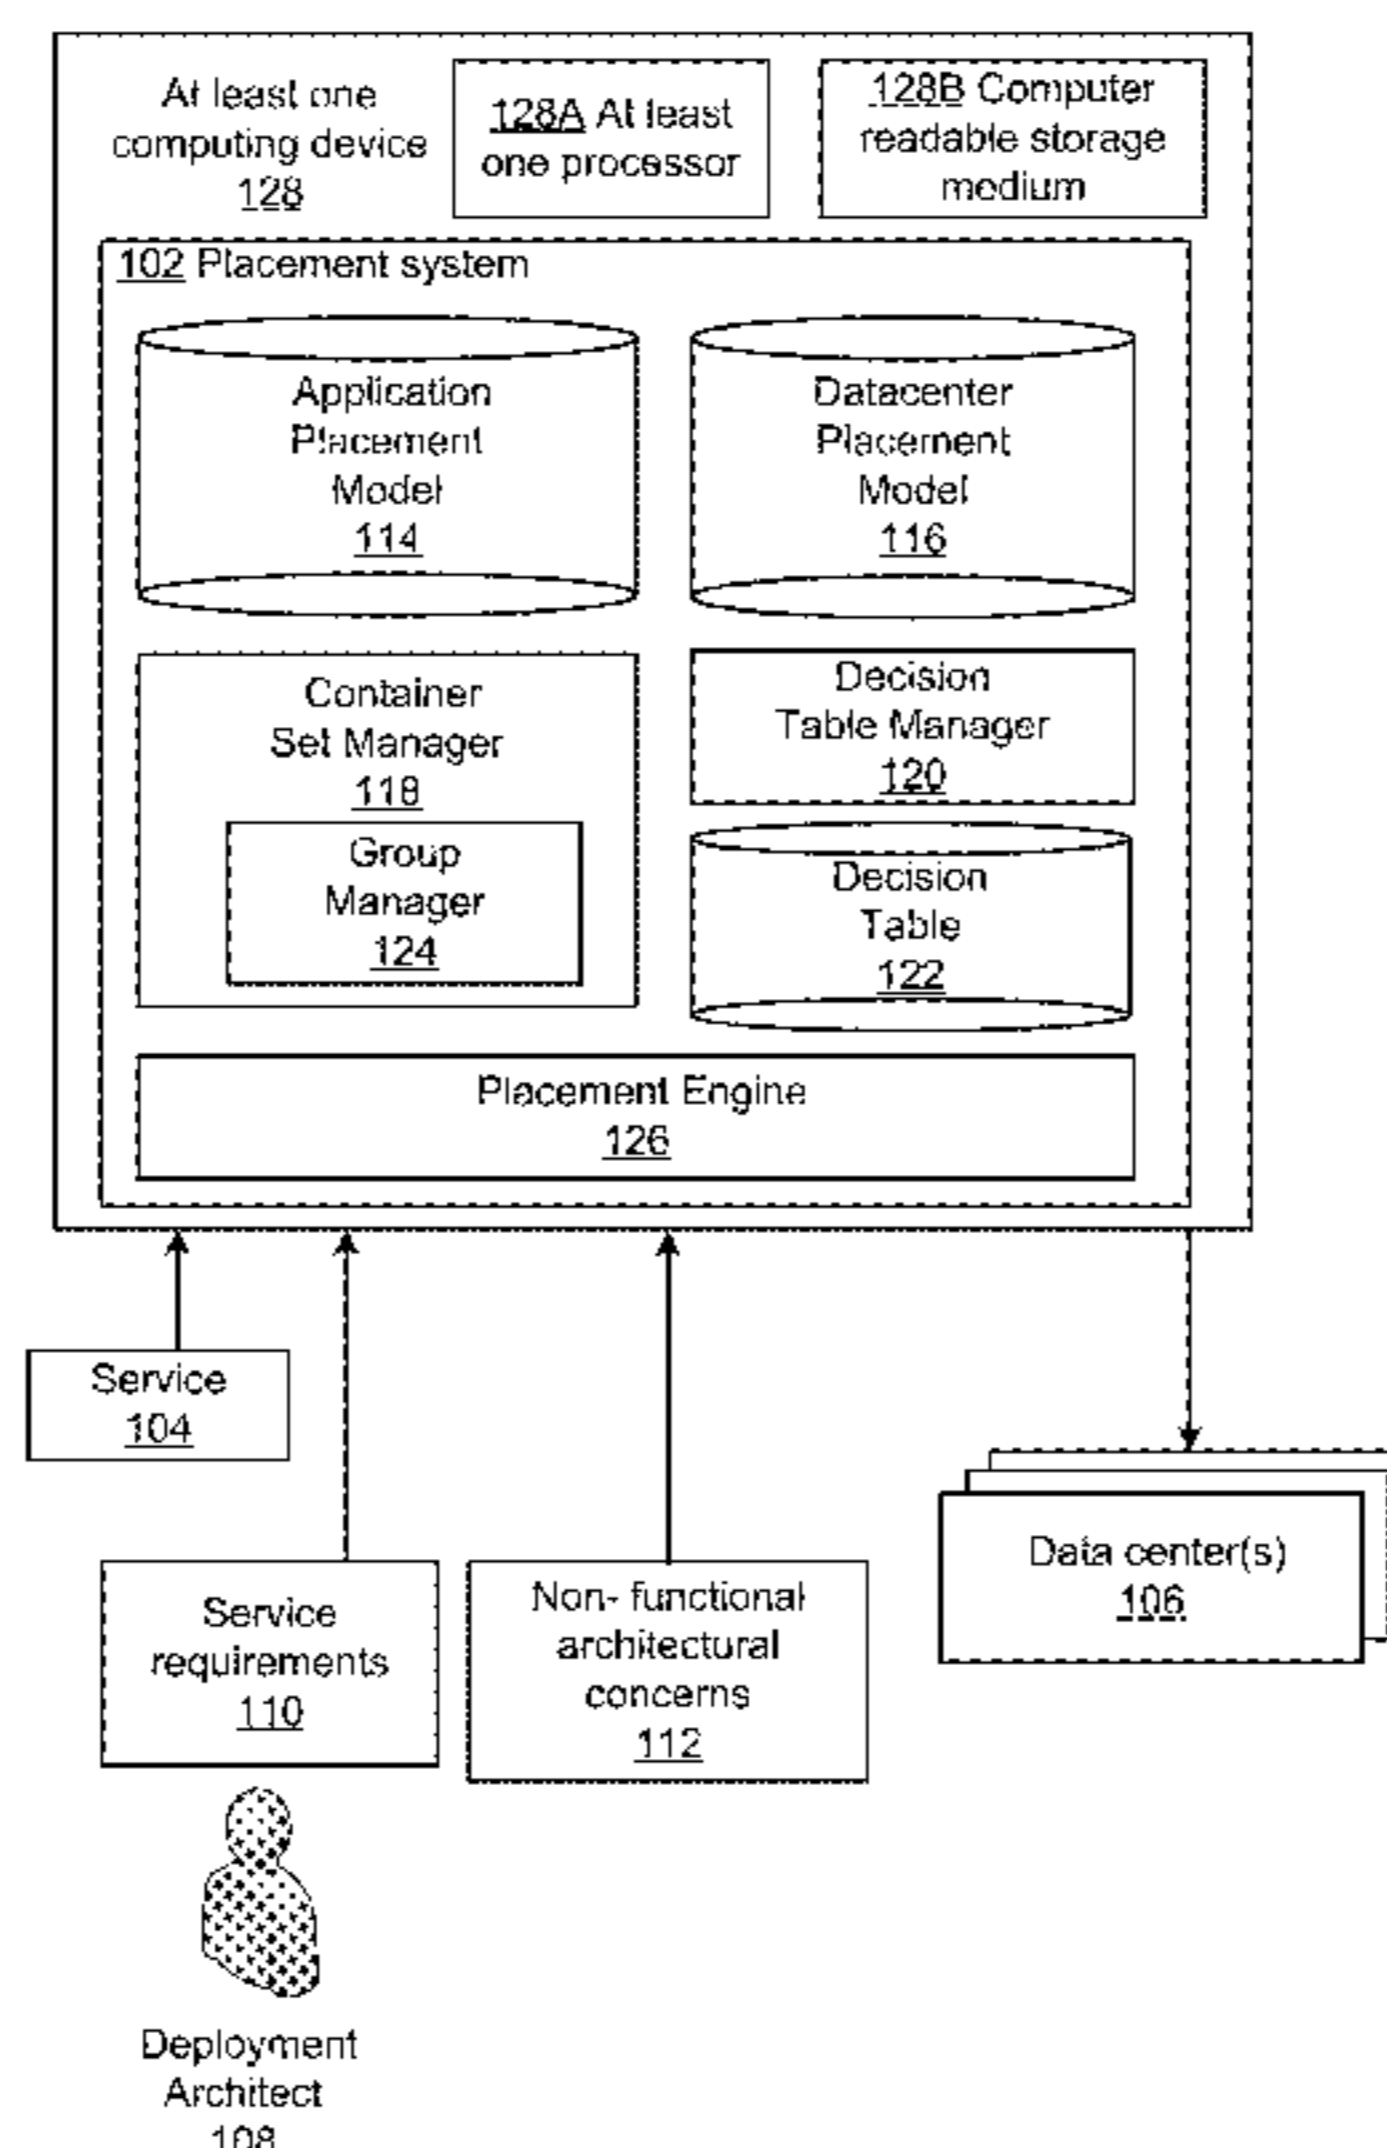 At least one
computing device
128
128A At least
one processor
128B Computer
readable storage
medium
102 Placement system
Application
Placement
Model
114
Datacenter
Placement
Model
116
Container
Set Manager
118
Group
Manager
124
Decision
Table Manager
120
Decision
Table
122
Placement Engine
126
Service
104
Service
requirements
110
Non- functional
architectural
concerns
112
Data center(s)
106
Deployment
Architect
108